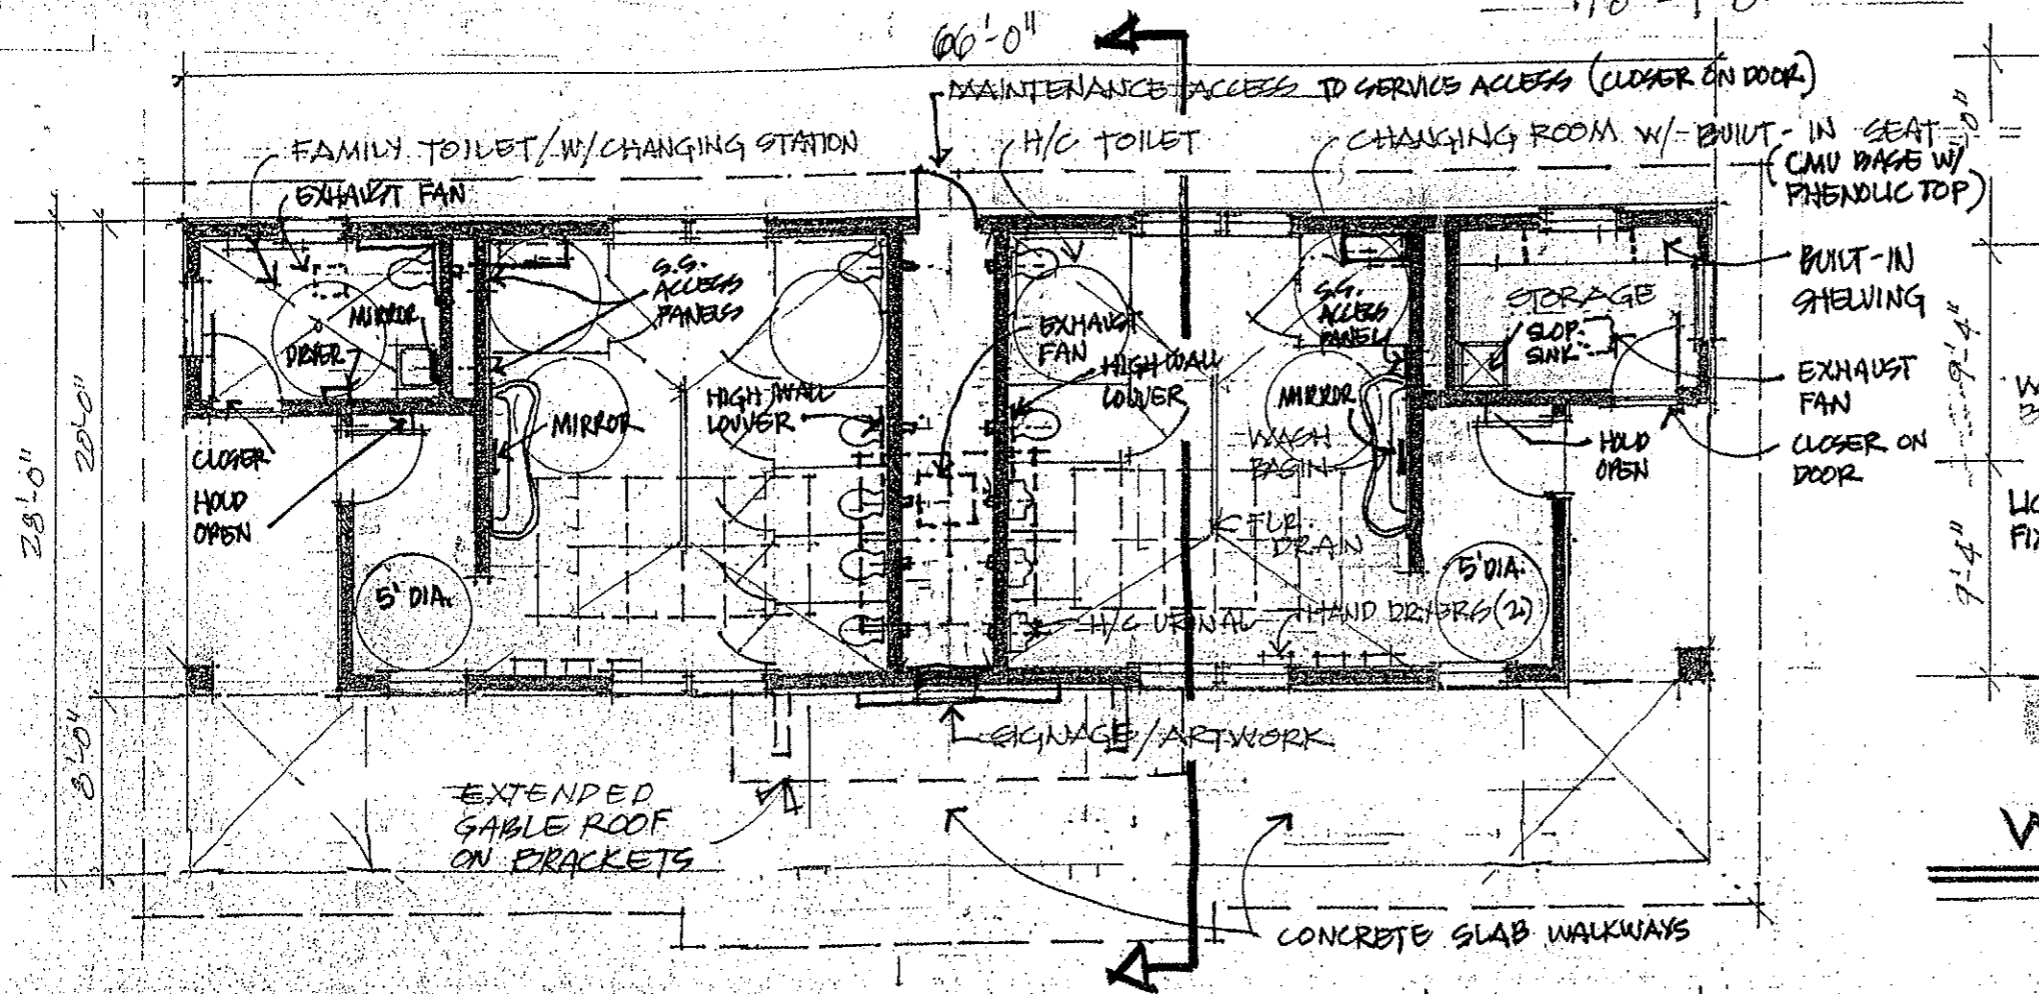 66'-0"
MAINTENANCE ACCESS TO SERVICE ACCESS (CLOSER ON DOOR)
FAMILY TOILET/W/CHANGING STATION
H/C TOILET
CHANGING ROOM W/ BUILT-IN SEAT
(CMU BASE W/
PHENOLIC TOP)
EXHAUST FAN
S.S.
ACCESS
PANELS
MIRROR
DRYER
EXHAUST
FAN
HIGH WALL
LOUVER
S.S.
ACCESS
PANEL
STORAGE
SLOP
SINK
BUILT-IN
SHELVING
EXHAUST
FAN
CLOSER ON
DOOR
HOLD
OPEN
MIRROR
HIGH WALL
LOUVER
MIRROR
WASH
BASIN
CLOSER
HOLD
OPEN
FLR.
DRAIN
5' DIA.
5' DIA.
H/C URINAL
HAND DRYERS (2)
28'-0"
20'-0"
8'-0"
9'-4"
SIGNAGE/ARTWORK
EXTENDED
GABLE ROOF
ON BRACKETS
CONCRETE SLAB WALKWAYS